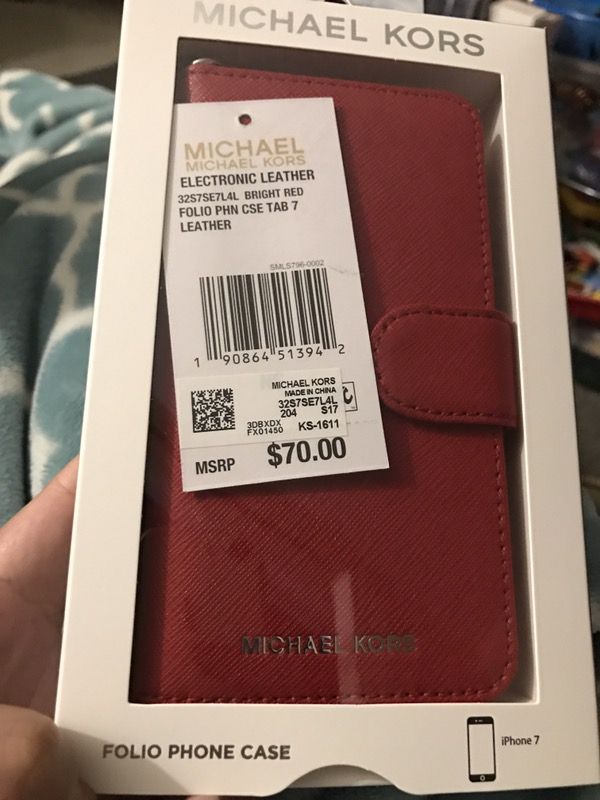 MICHAEL KORS
MICHAEL
MICHAEL KORS
ELECTRONIC LEATHER
32S7SE7L4L BRIGHT RED
FOLIO PHN CSE TAB 7
LEATHER
SMLS796-0002
1 90864 51394 2
MICHAEL KORS
MADE IN CHINA
32S7SE7L4L
204 S17
3DBXDX
FX01450 KS-1611
C
MSRP $70.00
MICHAEL KORS
FOLIO PHONE CASE
iPhone 7